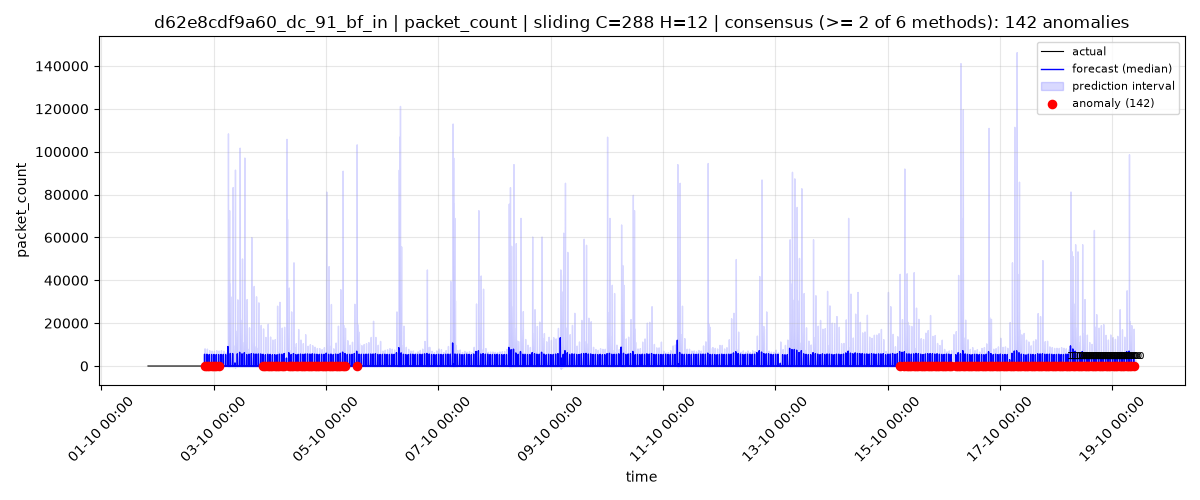 d62e8cdf9a60_dc_91_bf_in | packet_count | sliding C=288 H=12 | consensus (>= 2 of 6 methods): 142 anomalies
packet_count
140000
120000
100000
80000
60000
40000
20000
0
actual
forecast (median)
prediction interval
anomaly (142)
01-10 00:00
03-10 00:00
05-10 00:00
07-10 00:00
09-10 00:00
11-10 00:00
13-10 00:00
15-10 00:00
17-10 00:00
19-10 00:00
time